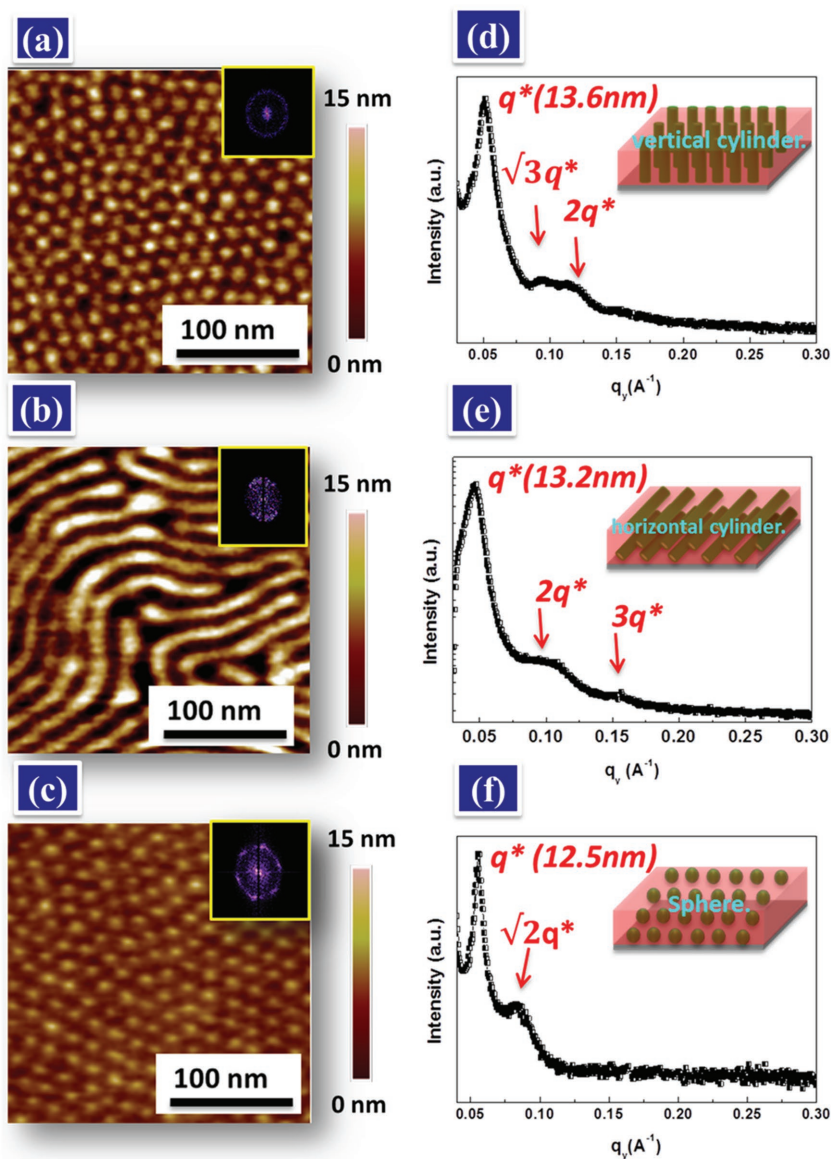 (a)
15 nm
0 nm
100 nm
(d)
q*(13.6nm)
√3q*
2q*
vertical cylinder.
Intensity (a.u.)
0.05 0.10 0.15 0.20 0.25 0.30
qy(A-1)
(b)
15 nm
0 nm
100 nm
(e)
q*(13.2nm)
2q*
3q*
horizontal cylinder.
Intensity (a.u.)
0.05 0.10 0.15 0.20 0.25 0.30
qy (A-1)
(c)
15 nm
0 nm
100 nm
(f)
q* (12.5nm)
√2q*
Sphere.
Intensity (a.u.)
0.05 0.10 0.15 0.20 0.25 0.30
qy (A-1)